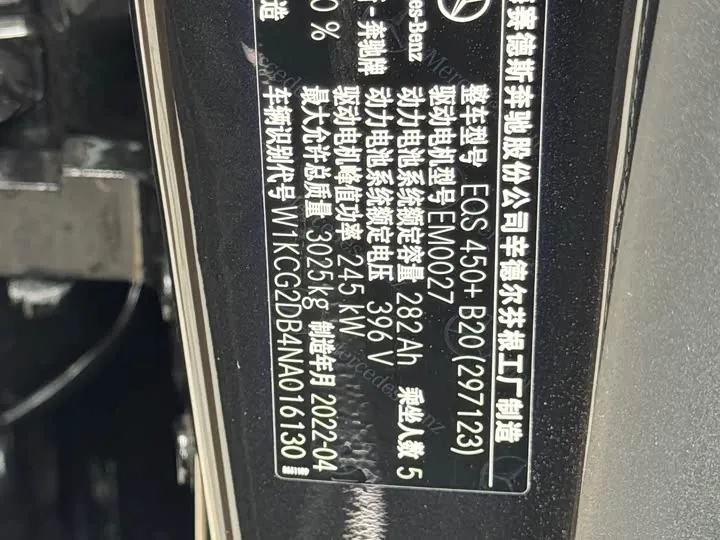 赛德斯奔驰股份公司辛德尔芬根工厂制造
es-Benz
奔驰牌
0 %
造
整车型号 EQS 450+ B20 (297123)
驱动电机型号 EM0027
动力电池系统额定容量 282 Ah 乘坐人数 5
动力电池系统额定电压 396 V
驱动电机峰值功率 245 kW
最大允许总质量 3025kg 制造年月 2022-04
车辆识别代号 W1KCG2DB4NA016130